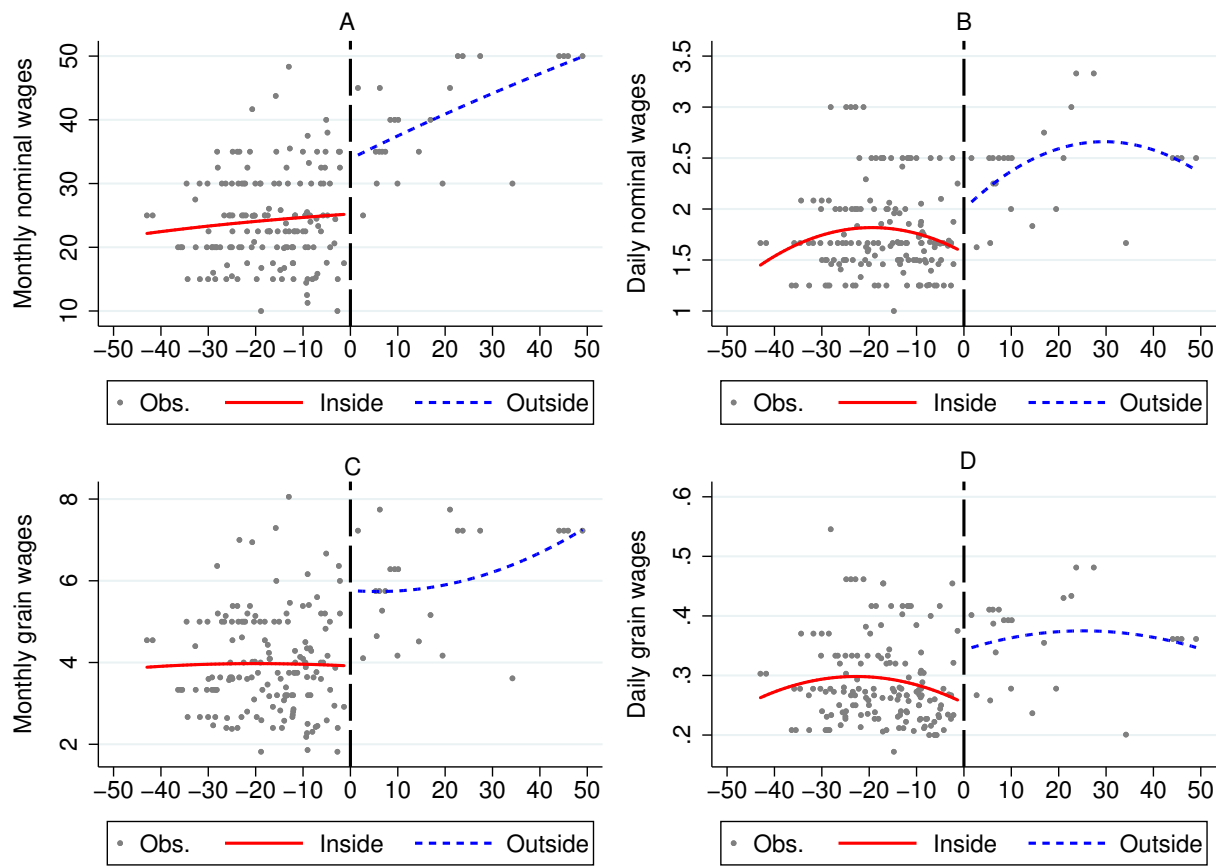 A
Monthly nominal wages
50
40
30
20
10
−50 −40 −30 −20 −10 0 10 20 30 40 50
Obs. Inside Outside
B
Daily nominal wages
3.5
3
2.5
2
1.5
1
−50 −40 −30 −20 −10 0 10 20 30 40 50
Obs. Inside Outside
C
Monthly grain wages
8
6
4
2
−50 −40 −30 −20 −10 0 10 20 30 40 50
Obs. Inside Outside
D
Daily grain wages
.6
.5
.4
.3
.2
−50 −40 −30 −20 −10 0 10 20 30 40 50
Obs. Inside Outside